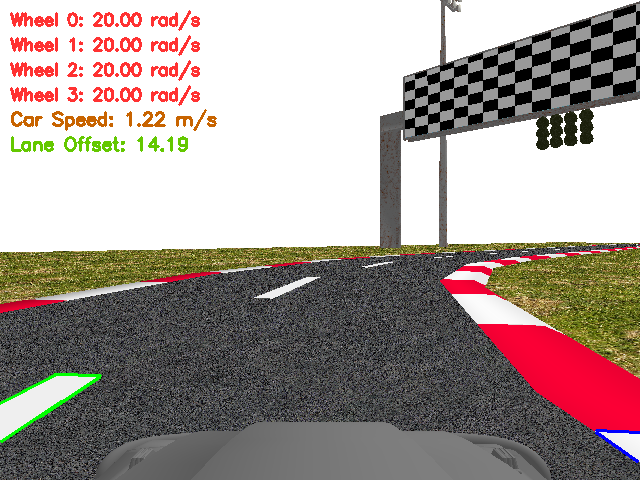 Wheel 0: 20.00 rad/s
Wheel 1: 20.00 rad/s
Wheel 2: 20.00 rad/s
Wheel 3: 20.00 rad/s
Car Speed: 1.22 m/s
Lane Offset: 14.19